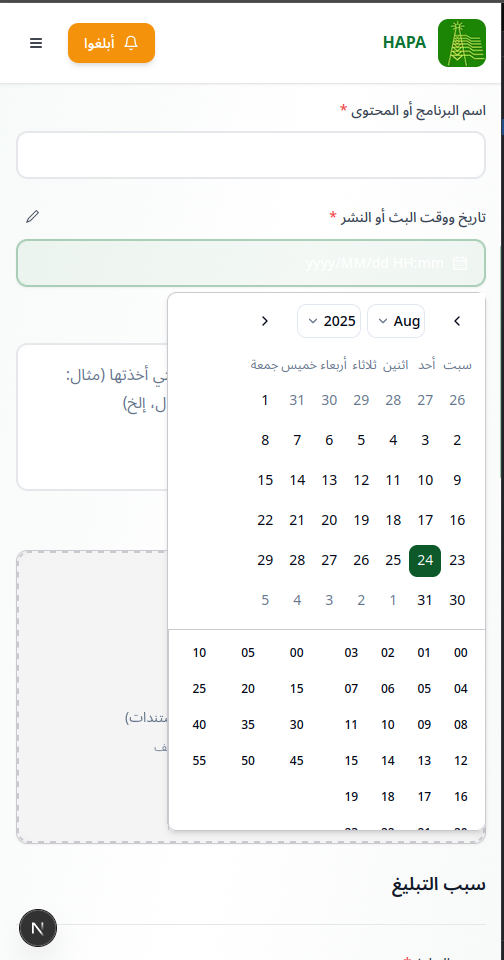 HAPA
أبلغوا
اسم البرنامج أو المحتوى *
تاريخ ووقت البث أو النشر *
yyyy/MM/dd HH:mm
Aug 2025
سبت أحد اثنين ثلاثاء أربعاء خميس جمعة
26 27 28 29 30 31 1
2 3 4 5 6 7 8
9 10 11 12 13 14 15
16 17 18 19 20 21 22
23 24 25 26 27 28 29
30 31 1 2 3 4 5
00 01 02 03 00 05 10
04 05 06 07 15 20 25
08 09 10 11 30 35 40
12 13 14 15 45 50 55
16 17 18 19
أخذتها (مثال:
إلخ)
سبب التبليغ
N